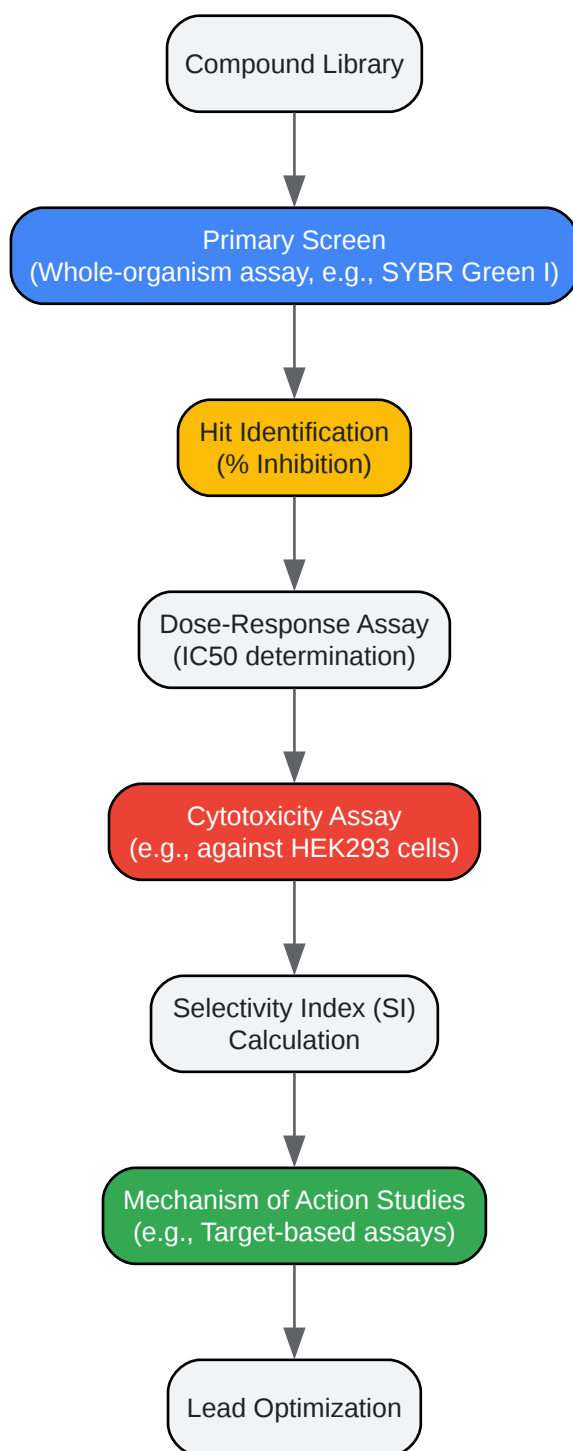 Compound Library
Primary Screen
(Whole-organism assay, e.g., SYBR Green I)
Hit Identification
(% Inhibition)
Dose-Response Assay
(IC50 determination)
Cytotoxicity Assay
(e.g., against HEK293 cells)
Selectivity Index (SI)
Calculation
Mechanism of Action Studies
(e.g., Target-based assays)
Lead Optimization